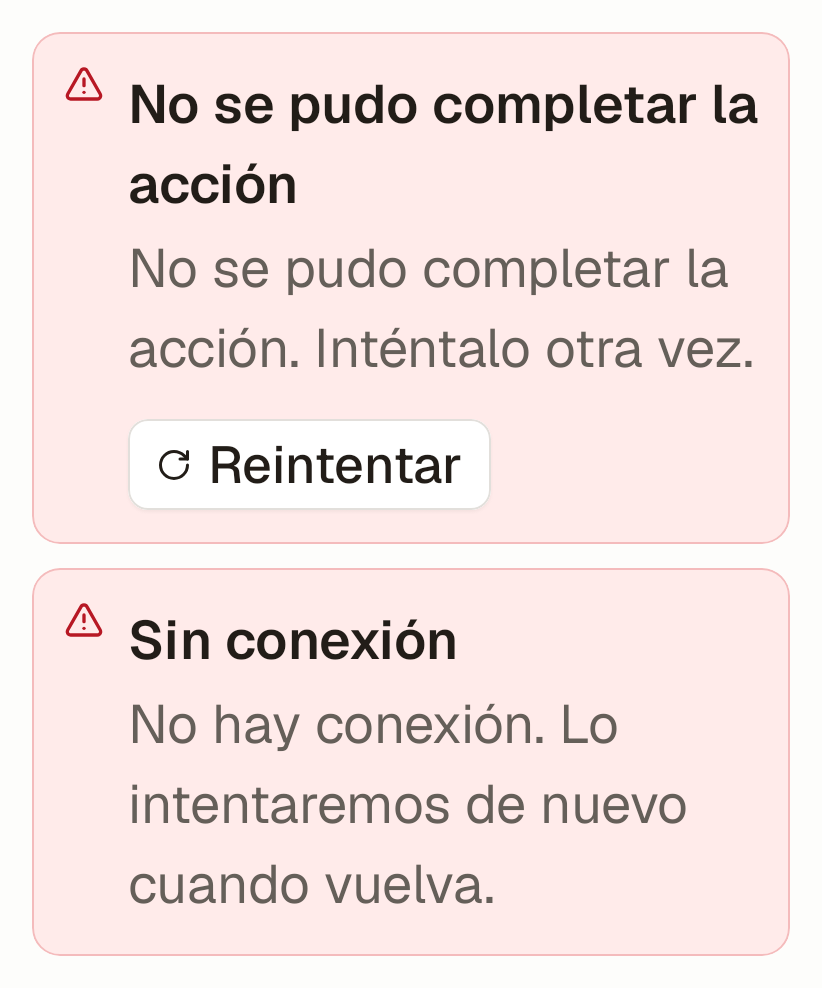 No se pudo completar la
acción
No se pudo completar la
acción. Inténtalo otra vez.
Reintentar
Sin conexión
No hay conexión. Lo
intentaremos de nuevo
cuando vuelva.